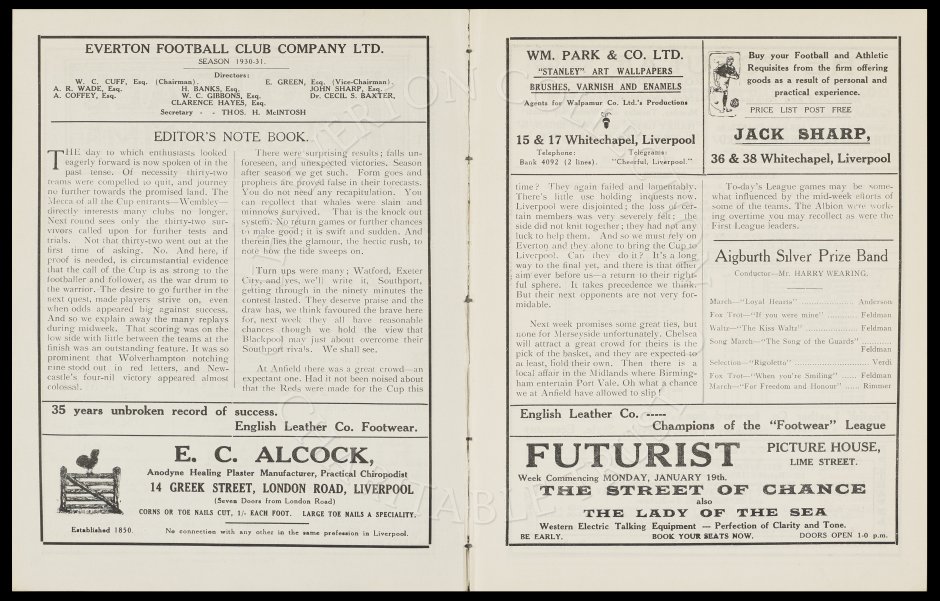 EVERTON FOOTBALL CLUB COMPANY LTD.
SEASON 1930-31.
Directors:
W. C. CUFF, Esq. (Chairman). E. GREEN, Esq. (Vice-Chairman)
A. R. WADE, Esq. H. BANKS, Esq. JOHN SHARP, Esq.
A. COFFEY, Esq. W. C. GIBBONS, Esq. Dr. CECIL S. BAXTER,
CLARENCE HAYES, Esq.
Secretary - - THOS. H. McINTOSH
EDITOR'S NOTE BOOK.
THE day to which enthusiasts looked
eagerly forward is now spoken of in the
past tense. Of necessity thirty-two
teams were compelled to quit, and journey
no further towards the promised land. The
Mecca of all the Cup entrants—Wembley—
directly interests many clubs no longer.
Next round sees only the thirty-two sur-
vivors called upon for further tests and
trials. Not that thirty-two went out at the
first time of asking. No. And here, if
proof is needed, is circumstantial evidence
that the call of the Cup is as strong to the
footballer and follower, as the war drum to
the warrior. The desire to go further in the
next quest, made players strive on, even
when odds appeared big against success.
And so we explain away the many replays
during midweek. That scoring was on the
low side with little between the teams at the
finish was an outstanding feature. It was so
prominent that Wolverhampton notching
nine stood out in red letters, and New-
castle's four-nil victory appeared almost
colossal.
There were surprising results; falls un-
foreseen, and unexpected victories. Season
after season we get such. Form goes and
prophets are proved false in their forecasts.
You do not need any recapitulation. You
can recollect that whales were slain and
minnows survived. That is the knock out
system. No return games or further chances
to make good; it is swift and sudden. And
therein lies the glamour, the hectic rush, to
note how the tide sweeps on.
Turn ups were many; Watford, Exeter
City, and yes, we'll write it, Southport,
getting through in the ninety minutes the
contest lasted. They deserve praise and the
draw has, we think favoured the brave here
for, next week they all have reasonable
chances though we hold the view that
Blackpool may just about overcome their
Southport rivals. We shall see.
At Anfield there was a great crowd—an
expectant one. Had it not been noised about
that the Reds were made for the Cup this
35 years unbroken record of success.
English Leather Co. Footwear.
E. C. ALCOCK,
Anodyne Healing Plaster Manufacturer, Practical Chiropodist
14 GREEK STREET, LONDON ROAD, LIVERPOOL
(Seven Doors from London Road)
CORNS OR TOE NAILS CUT, 1/- EACH FOOT. LARGE TOE NAILS A SPECIALITY.
Established 1850. No connection with any other in the same profession in Liverpool.
WM. PARK & CO. LTD.
"STANLEY" ART WALLPAPERS
BRUSHES, VARNISH AND ENAMELS
Agents for Walpamur Co. Ltd.'s Productions
15 & 17 Whitechapel, Liverpool
Telephone: Telegrams:
Bank 4092 (2 lines). "Cheerful, Liverpool."
Buy your Football and Athletic
Requisites from the firm offering
goods as a result of personal and
practical experience.
PRICE LIST POST FREE
JACK SHARP,
36 & 38 Whitechapel, Liverpool
time? They again failed and lamentably.
There's little use holding inquests now.
Liverpool were disjointed; the loss of cer-
tain members was very severely felt; the
side did not knit together; they had not any
luck to help them. And so we must rely on
Everton and they alone to bring the Cup to
Liverpool. Can they do it? It's a long
way to the final yet, and there is that other
aim ever before us—a return to their right-
ful sphere. It takes precedence we think.
But their next opponents are not very for-
midable.
Next week promises some great ties, but
none for Merseyside unfortunately. Chelsea
will attract a great crowd for theirs is the
pick of the basket, and they are expected to
at least, hold their own. Then there is a
local affair in the Midlands where Birming-
ham entertain Port Vale. Oh what a chance
we at Anfield have allowed to slip!
To-day's League games may be some-
what influenced by the mid-week efforts of
some of the teams. The Albion were work-
ing overtime you may recollect as were the
First League leaders.
Aigburth Silver Prize Band
Conductor—Mr. HARRY WEARING.
March—"Loyal Hearts" .................. Anderson
Fox Trot—"If you were mine" ............ Feldman
Waltz—"The Kiss Waltz" .................. Feldman
Song March—"The Song of the Guards" ............
Feldman
Selection—"Rigoletto" ........................ Verdi
Fox Trot—"When you're Smiling" ...... Feldman
March—"For Freedom and Honour" ...... Rimmer
English Leather Co. -----
Champions of the "Footwear" League
FUTURIST PICTURE HOUSE,
LIME STREET.
Week Commencing MONDAY, JANUARY 19th.
THE STREET OF CHANCE
also
THE LADY OF THE SEA
Western Electric Talking Equipment — Perfection of Clarity and Tone.
BE EARLY. BOOK YOUR SEATS NOW. DOORS OPEN 1-0 p.m.